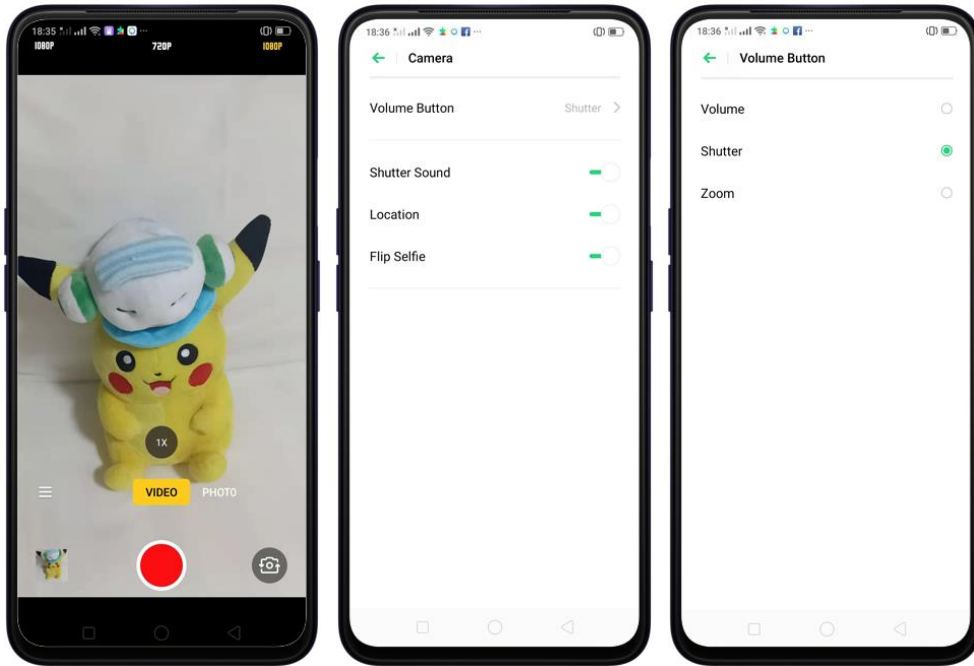 18:35
1080P 720P 1080P
1X
VIDEO PHOTO
18:36
Camera
Volume Button Shutter
Shutter Sound
Location
Flip Selfie
18:36
Volume Button
Volume
Shutter
Zoom